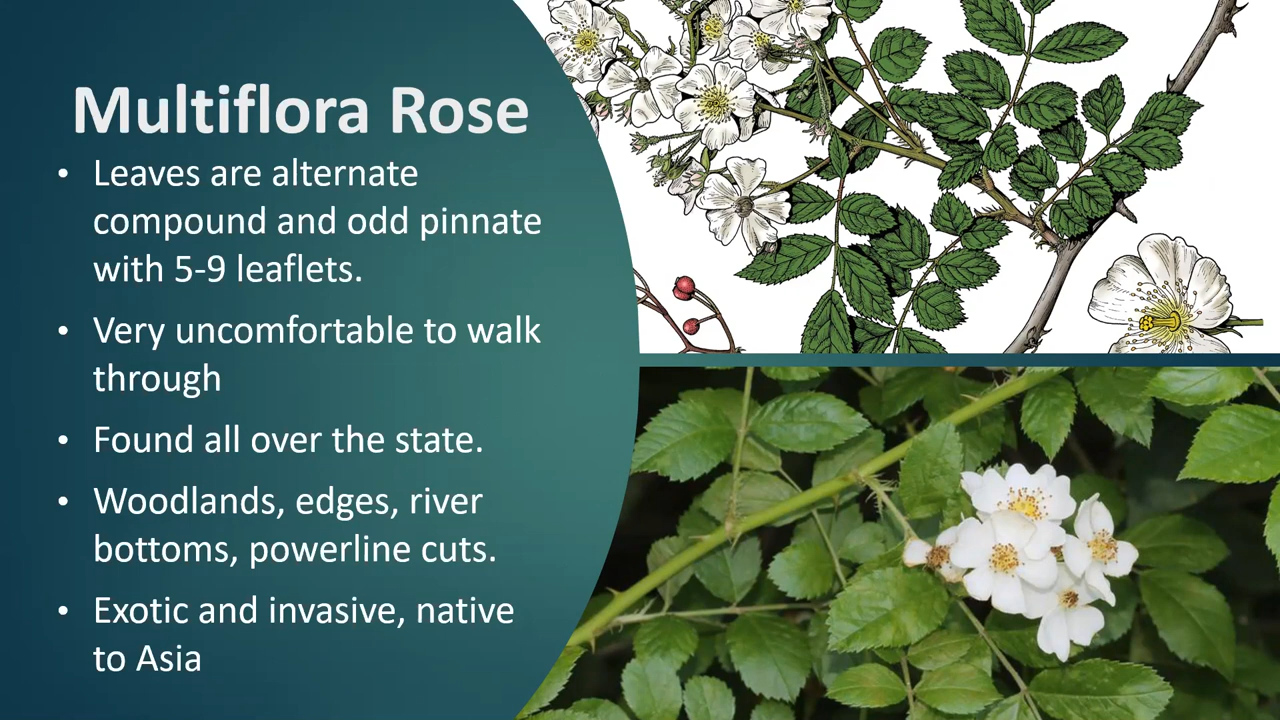 Multiflora Rose
• Leaves are alternate
compound and odd pinnate
with 5-9 leaflets.
• Very uncomfortable to walk
through
• Found all over the state.
• Woodlands, edges, river
bottoms, powerline cuts.
• Exotic and invasive, native
to Asia